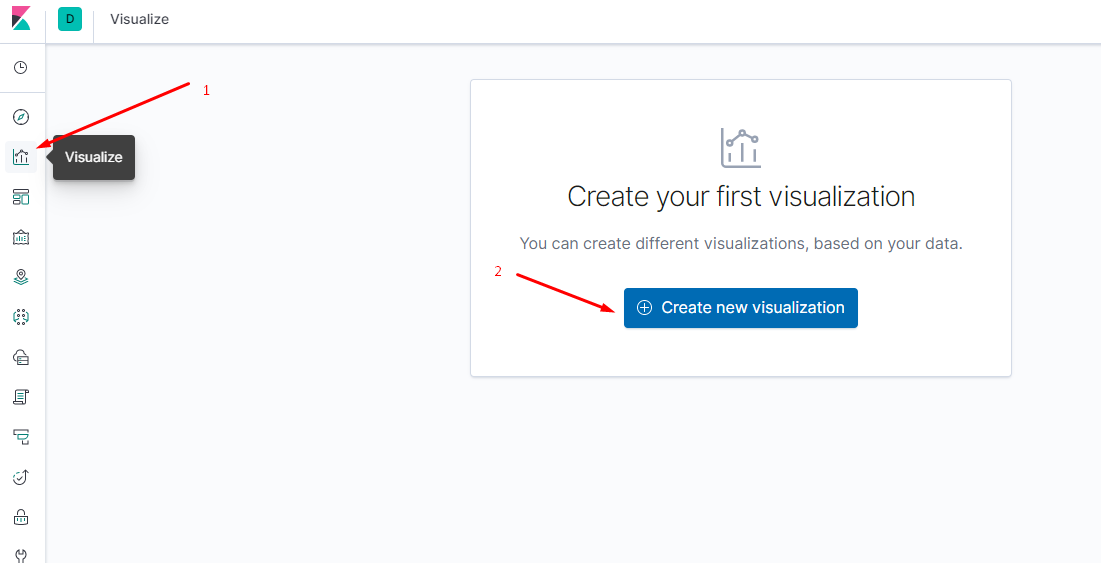 D
Visualize
1
Visualize
Create your first visualization
You can create different visualizations, based on your data.
2
Create new visualization